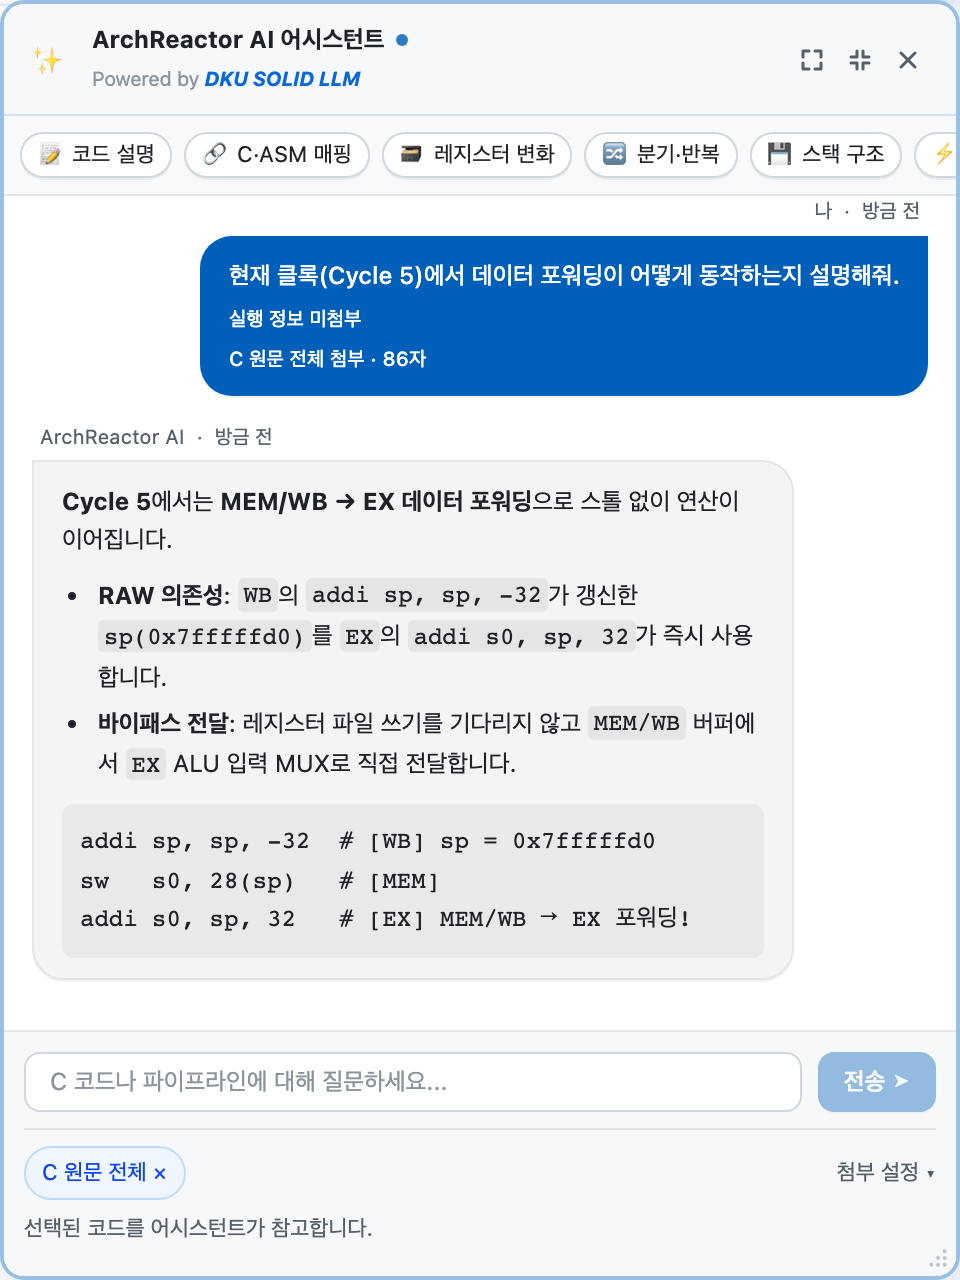 ArchReactor AI 어시스턴트
Powered by DKU SOLID LLM
코드 설명
C·ASM 매핑
레지스터 변화
분기·반복
스택 구조
나 · 방금 전
현재 클록(Cycle 5)에서 데이터 포워딩이 어떻게 동작하는지 설명해줘.
실행 정보 미첨부
C 원문 전체 첨부 · 86자
ArchReactor AI · 방금 전
Cycle 5에서는 MEM/WB → EX 데이터 포워딩으로 스톨 없이 연산이
이어집니다.
• RAW 의존성: WB의 addi sp, sp, -32가 갱신한
sp(0x7fffffd0)를 EX의 addi s0, sp, 32가 즉시 사용
합니다.
• 바이패스 전달: 레지스터 파일 쓰기를 기다리지 않고 MEM/WB 버퍼에
서 EX ALU 입력 MUX로 직접 전달합니다.
addi sp, sp, -32  # [WB] sp = 0x7fffffd0
sw   s0, 28(sp)   # [MEM]
addi s0, sp, 32   # [EX] MEM/WB → EX 포워딩!
C 코드나 파이프라인에 대해 질문하세요...
전송 ➤
C 원문 전체 ×
첨부 설정 ▾
선택된 코드를 어시스턴트가 참고합니다.